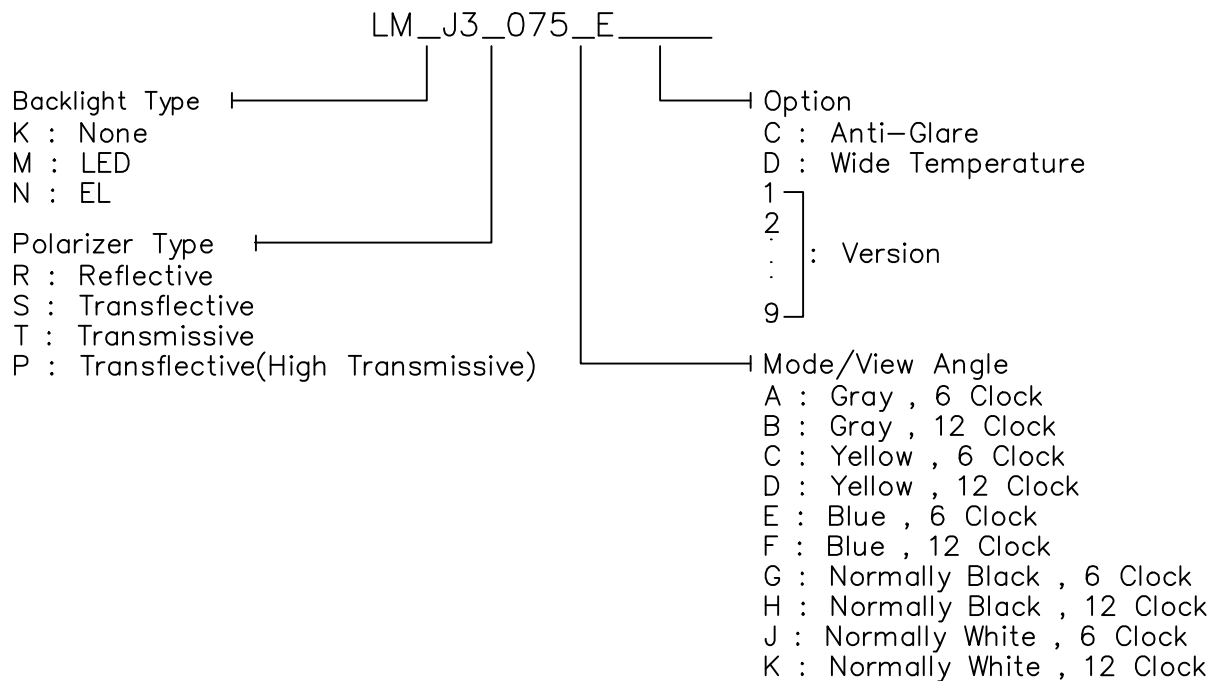 LM_J3_075_E____
Backlight Type
K : None
M : LED
N : EL
Polarizer Type
R : Reflective
S : Transflective
T : Transmissive
P : Transflective(High Transmissive)
Option
C : Anti-Glare
D : Wide Temperature
1
2
.
.
.
9
: Version
Mode/View Angle
A : Gray , 6 Clock
B : Gray , 12 Clock
C : Yellow , 6 Clock
D : Yellow , 12 Clock
E : Blue , 6 Clock
F : Blue , 12 Clock
G : Normally Black , 6 Clock
H : Normally Black , 12 Clock
J : Normally White , 6 Clock
K : Normally White , 12 Clock